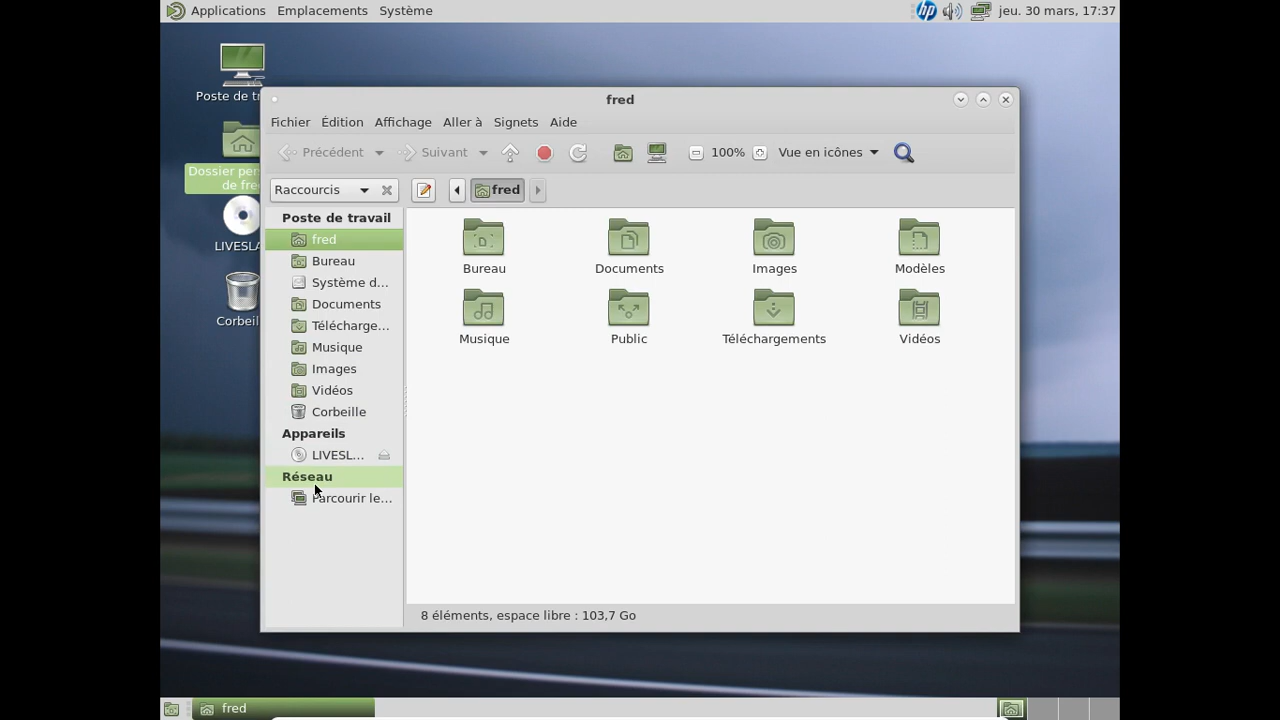 Applications Emplacements Système
hp
jeu. 30 mars, 17:37
Poste de tr
Dossier per
de fre
LIVESLA
Corbeil
fred
Fichier Édition Affichage Aller à Signets Aide
Précédent Suivant 100% Vue en icônes
Raccourcis fred
Poste de travail
fred
Bureau
Système d...
Documents
Télécharge...
Musique
Images
Vidéos
Corbeille
Appareils
LIVESL...
Réseau
Parcourir le...
Bureau Documents Images Modèles
Musique Public Téléchargements Vidéos
8 éléments, espace libre : 103,7 Go
fred